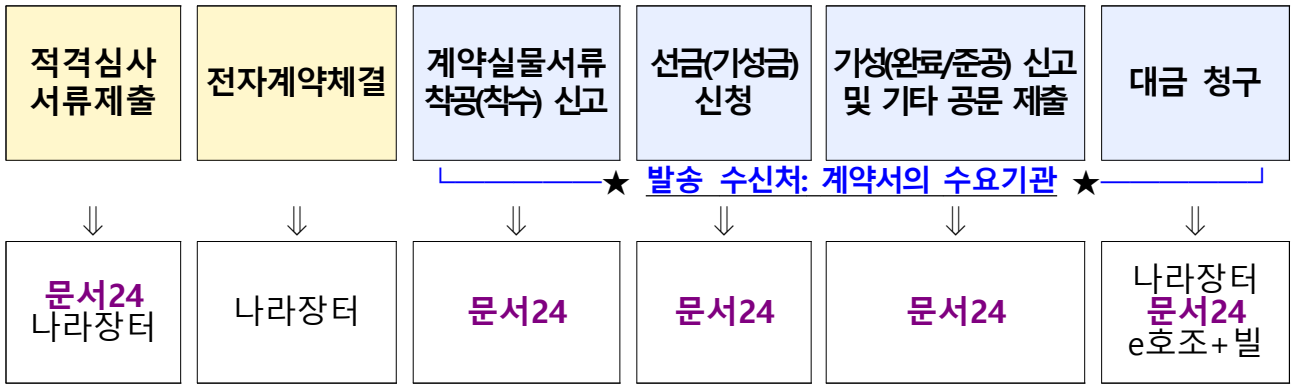 적격심사
서류제출
전자계약체결
계약실물서류
착공(착수) 신고
선금(기성금)
신청
기성(완료/준공) 신고
및 기타 공문 제출
대금 청구
★ 발송 수신처: 계약서의 수요기관 ★
⇓ ⇓ ⇓ ⇓ ⇓ ⇓
문서24
나라장터
나라장터
문서24
문서24
문서24
나라장터
문서24
e호조+빌